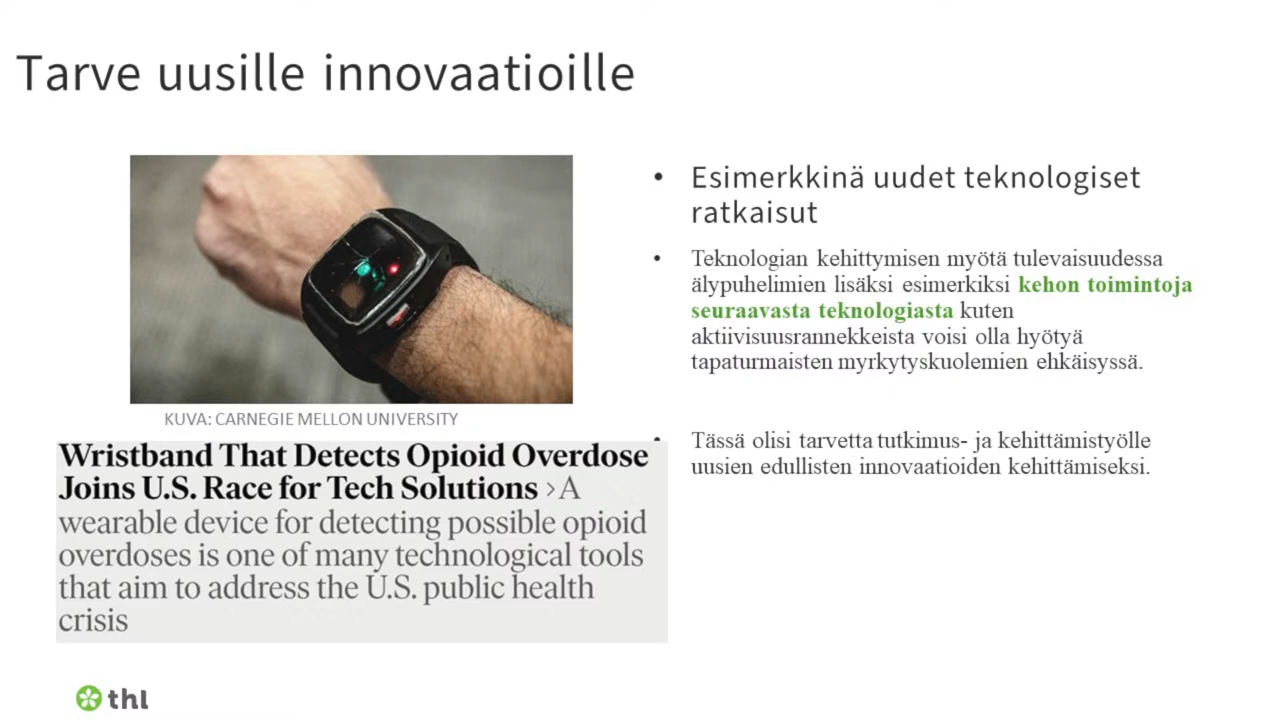 Tarve uusille innovaatioille
KUVA: CARNEGIE MELLON UNIVERSITY
Wristband That Detects Opioid Overdose
Joins U.S. Race for Tech Solutions › A
wearable device for detecting possible opioid
overdoses is one of many technological tools
that aim to address the U.S. public health
crisis
• Esimerkkinä uudet teknologiset
ratkaisut
• Teknologian kehittymisen myötä tulevaisuudessa
älypuhelimien lisäksi esimerkiksi kehon toimintoja
seuraavasta teknologiasta kuten
aktiivisuusrannekkeista voisi olla hyötyä
tapaturmaisten myrkytyskuolemien ehkäisyssä.
• Tässä olisi tarvetta tutkimus- ja kehittämistyölle
uusien edullisten innovaatioiden kehittämiseksi.
thl